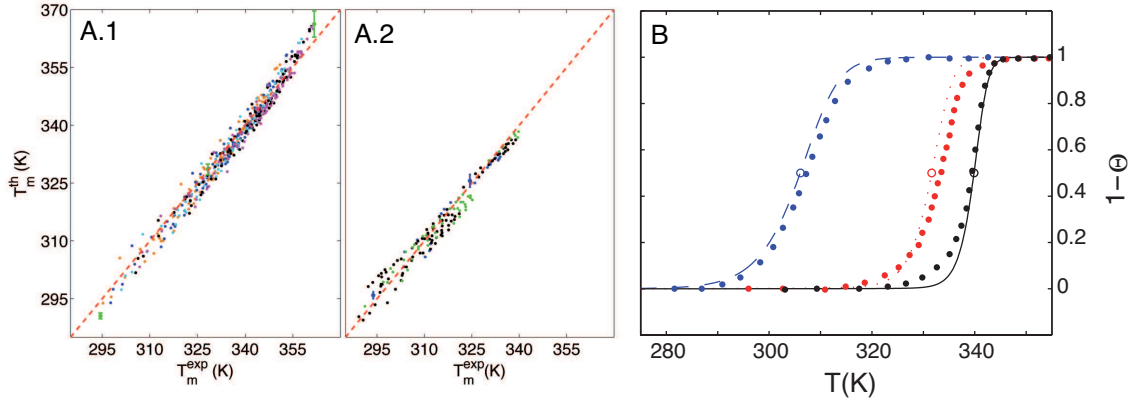 A.1
370
355
340
325
310
295
T_m^th (K)
295 310 325 340 355
T_m^exp (K)
A.2
295 310 325 340 355
T_m^exp (K)
B
1
0.8
0.6
0.4
0.2
0
1-Θ
280 300 320 340
T(K)